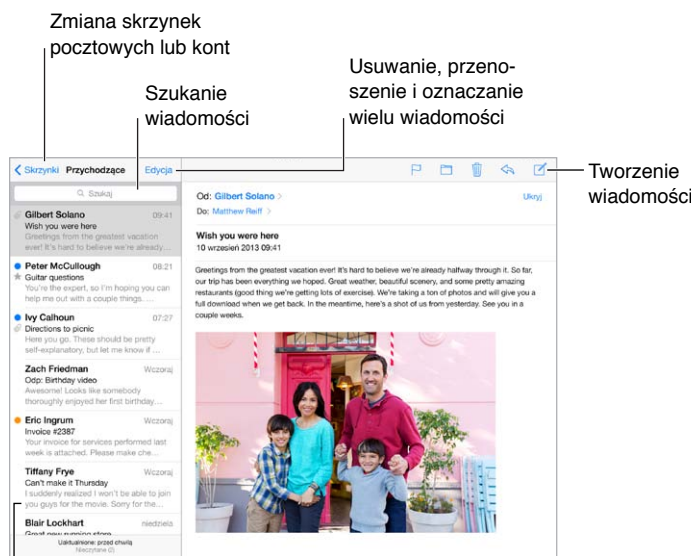 Zmiana skrzynek
pocztowych lub kont
Szukanie
wiadomości
Usuwanie, przeno-
szenie i oznaczanie
wielu wiadomości
Tworzenie
wiadomości
Skrzynki Przychodzące Edycja
Szukaj
Gilbert Solano 09:41
Wish you were here
Greetings from the greatest vacation
ever! It's hard to believe we're already...
Peter McCullough 08:21
Guitar questions
You're the expert, so I'm hoping you can
help me out with a couple things. ...
Ivy Calhoun 07:27
Directions to picnic
Here you go. These should be pretty
self-explanatory, but let me know if ...
Zach Friedman Wczoraj
Odp: Birthday video
Awesome! Looks like somebody
thoroughly enjoyed her first birthday...
Eric Ingrum Wczoraj
Invoice #2387
Your invoice for services performed last
week is attached. Please make che...
Tiffany Frye Wczoraj
Can't make it Thursday
I suddenly realized I won't be able to join
you guys for the movie. Sorry for the...
Blair Lockhart niedziela
Great new running store
Uaktualnione: przed chwilą
Nieczytane (2)
Od: Gilbert Solano
Ukryj
Do: Matthew Reiff
Wish you were here
10 wrzesień 2013 09:41
Greetings from the greatest vacation ever! It's hard to believe we're already halfway through it. So far,
our trip has been everything we hoped. Great weather, beautiful scenery, and some pretty amazing
restaurants (good thing we're getting lots of exercise). We're taking a ton of photos and will give you a
full download when we get back. In the meantime, here's a shot of us from yesterday. See you in a
couple weeks.